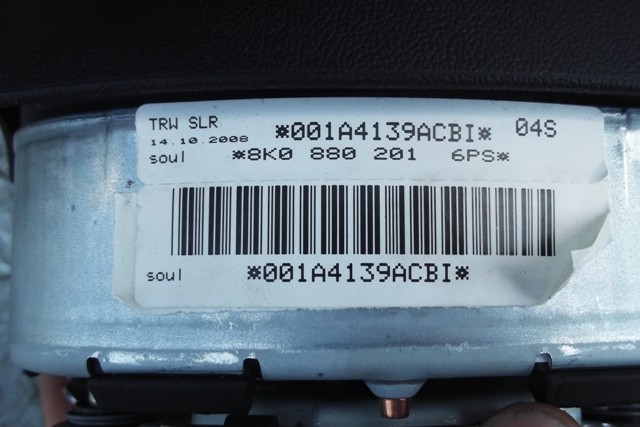 TRW SLR *001A4139ACBI* 04S
14.10.2008
soul *8K0 880 201 6PS*
soul *001A4139ACBI*